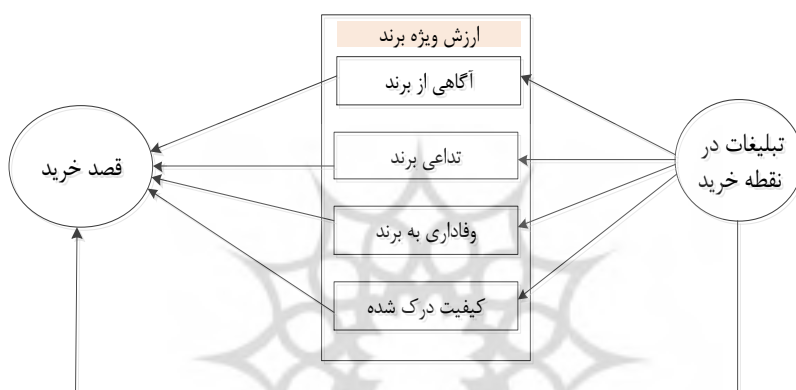 ارزش ویژه برند
آگاهی از برند
تبلیغات در
نقطه خرید
تداعی برند
قصد خرید
وفاداری به برند
کیفیت درک شده